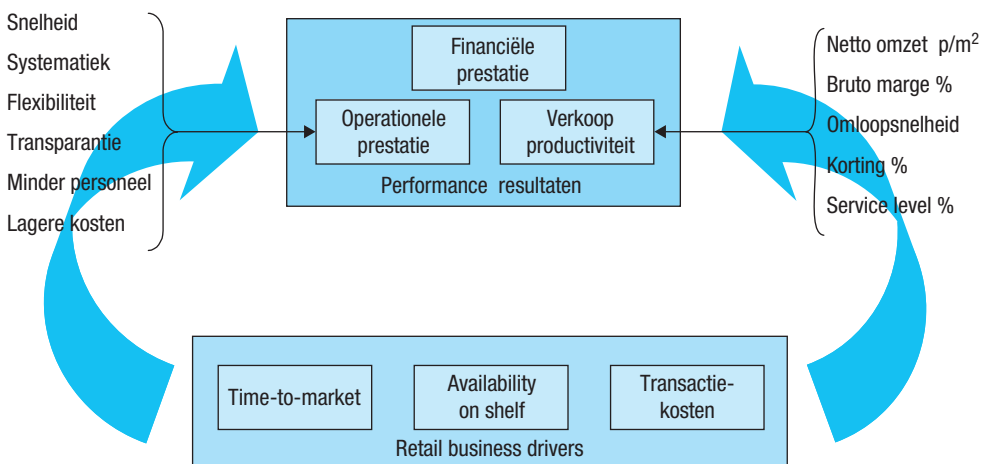 Snelheid
Systematiek
Flexibiliteit
Transparantie
Minder personeel
Lagere kosten
Financiële
prestatie
Operationele
prestatie
Verkoop
productiviteit
Performance resultaten
Netto omzet p/m²
Bruto marge %
Omloopsnelheid
Korting %
Service level %
Time-to-market
Availability
on shelf
Transactie-
kosten
Retail business drivers